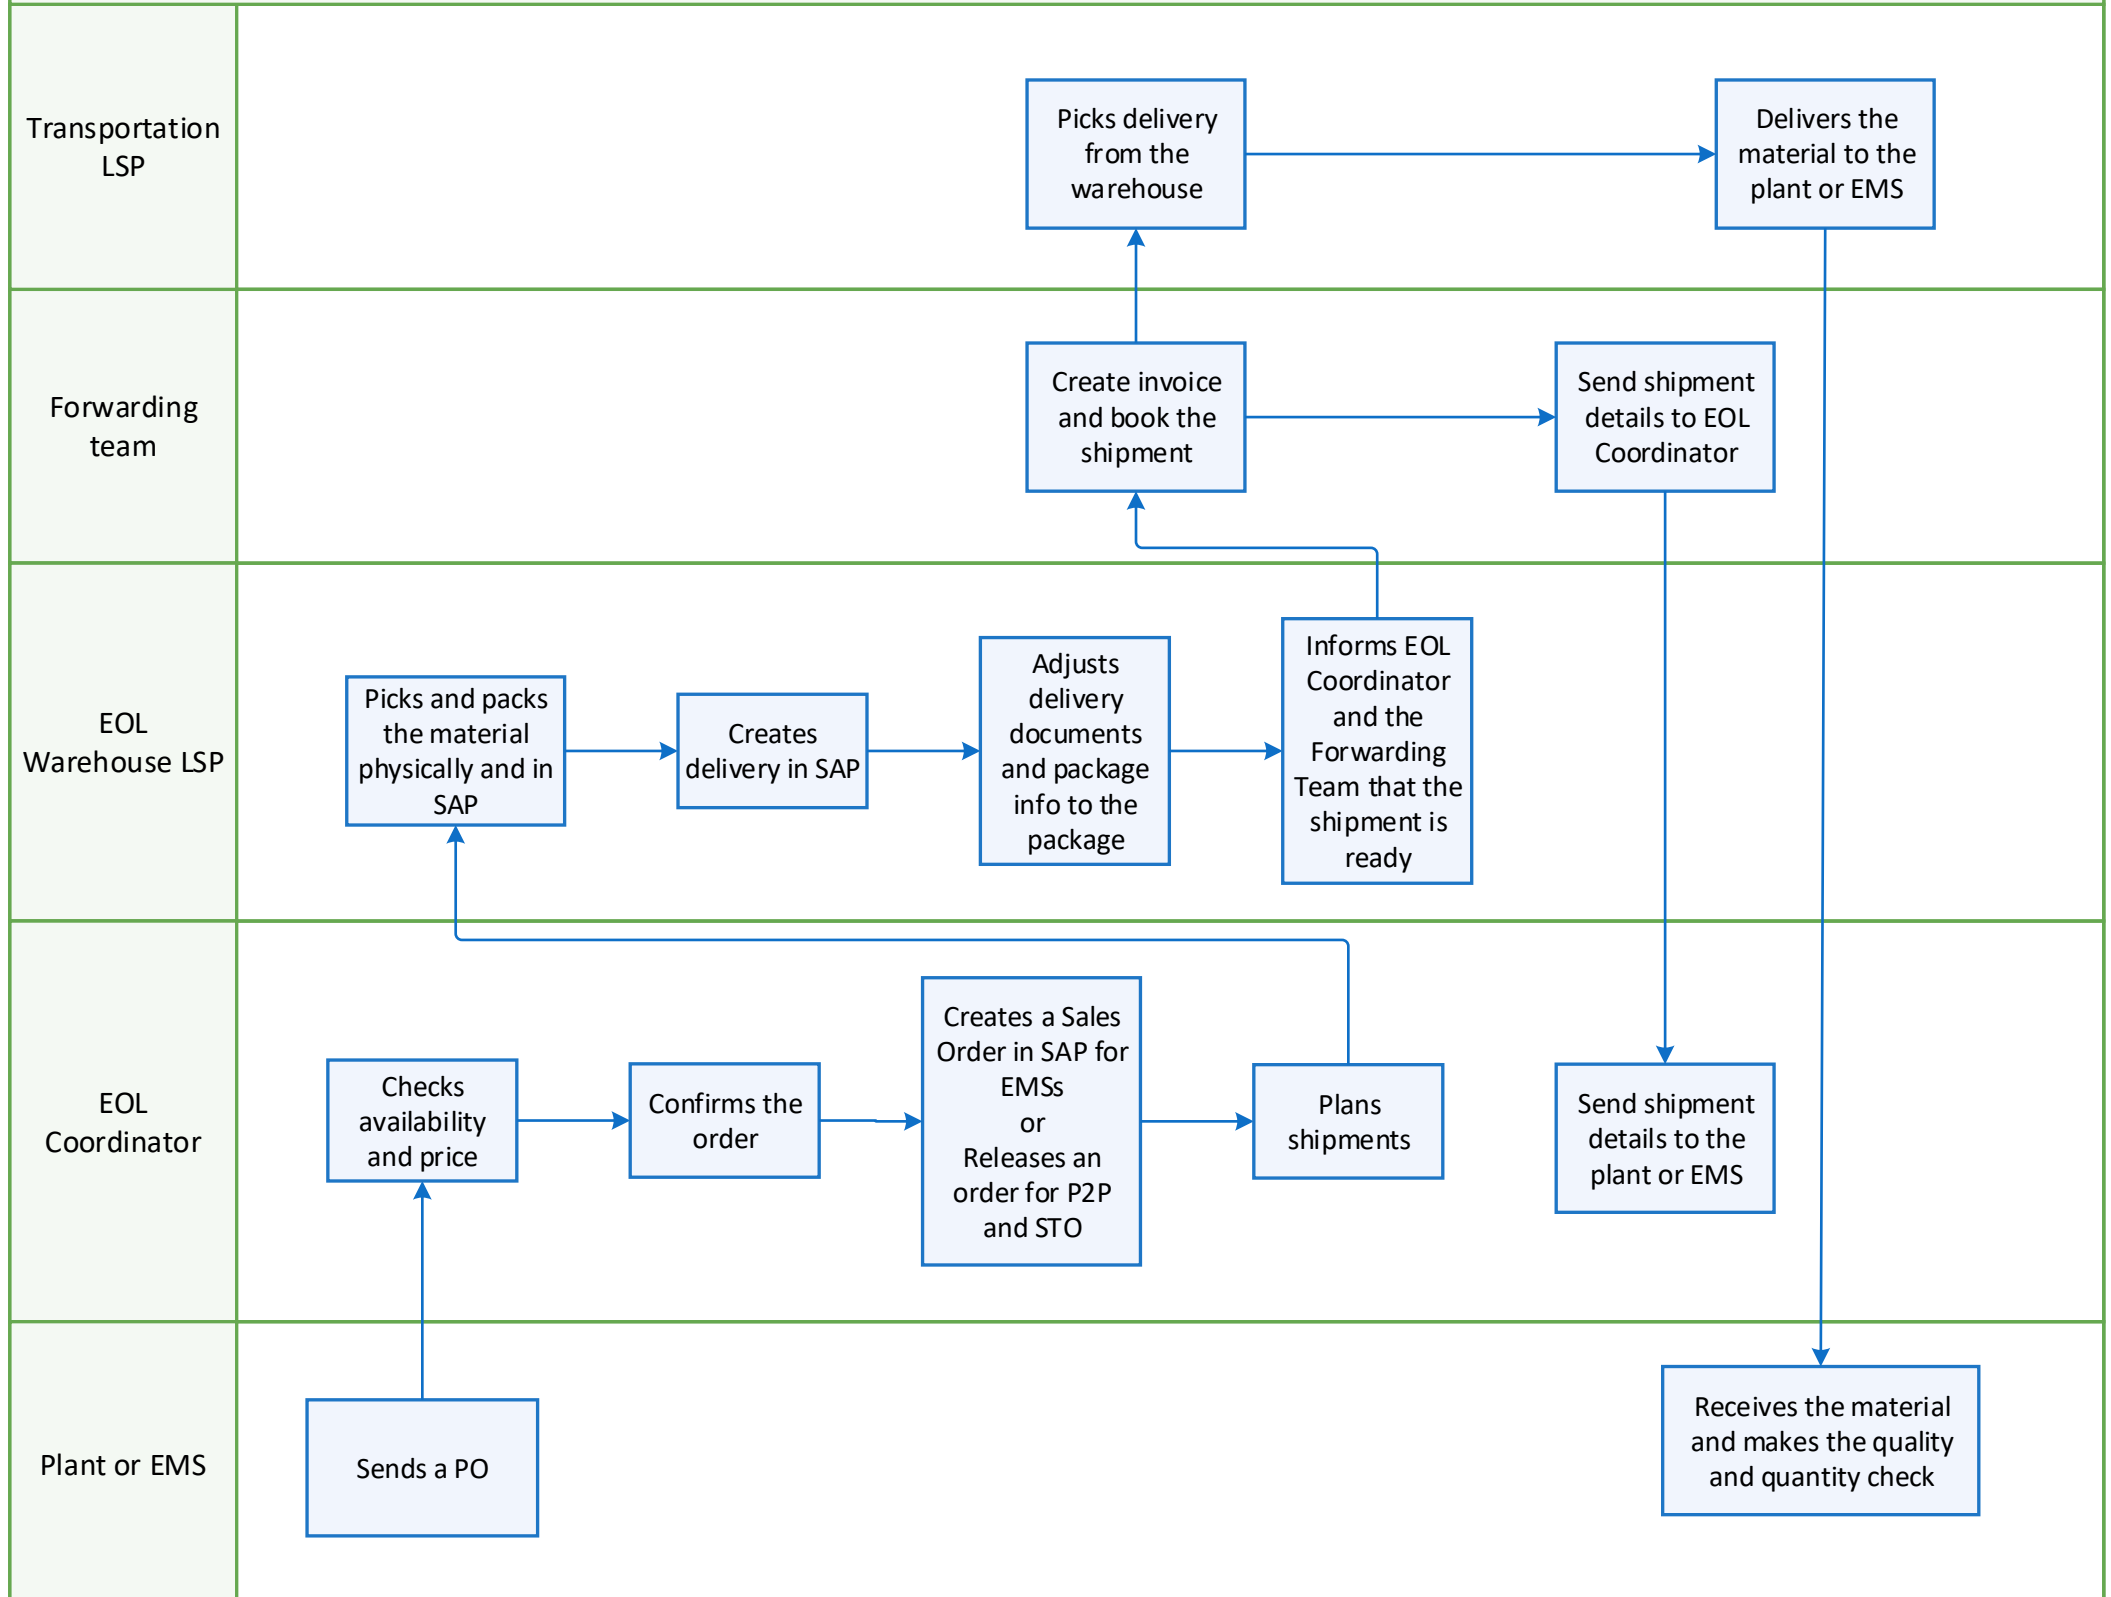 Transportation
LSP
Picks delivery
from the
warehouse
Delivers the
material to the
plant or EMS
Forwarding
team
Create invoice
and book the
shipment
Send shipment
details to EOL
Coordinator
EOL
Warehouse LSP
Picks and packs
the material
physically and in
SAP
Creates
delivery in SAP
Adjusts
delivery
documents
and package
info to the
package
Informs EOL
Coordinator
and the
Forwarding
Team that the
shipment is
ready
EOL
Coordinator
Checks
availability
and price
Confirms the
order
Creates a Sales
Order in SAP for
EMSs
or
Releases an
order for P2P
and STO
Plans
shipments
Send shipment
details to the
plant or EMS
Plant or EMS
Sends a PO
Receives the material
and makes the quality
and quantity check